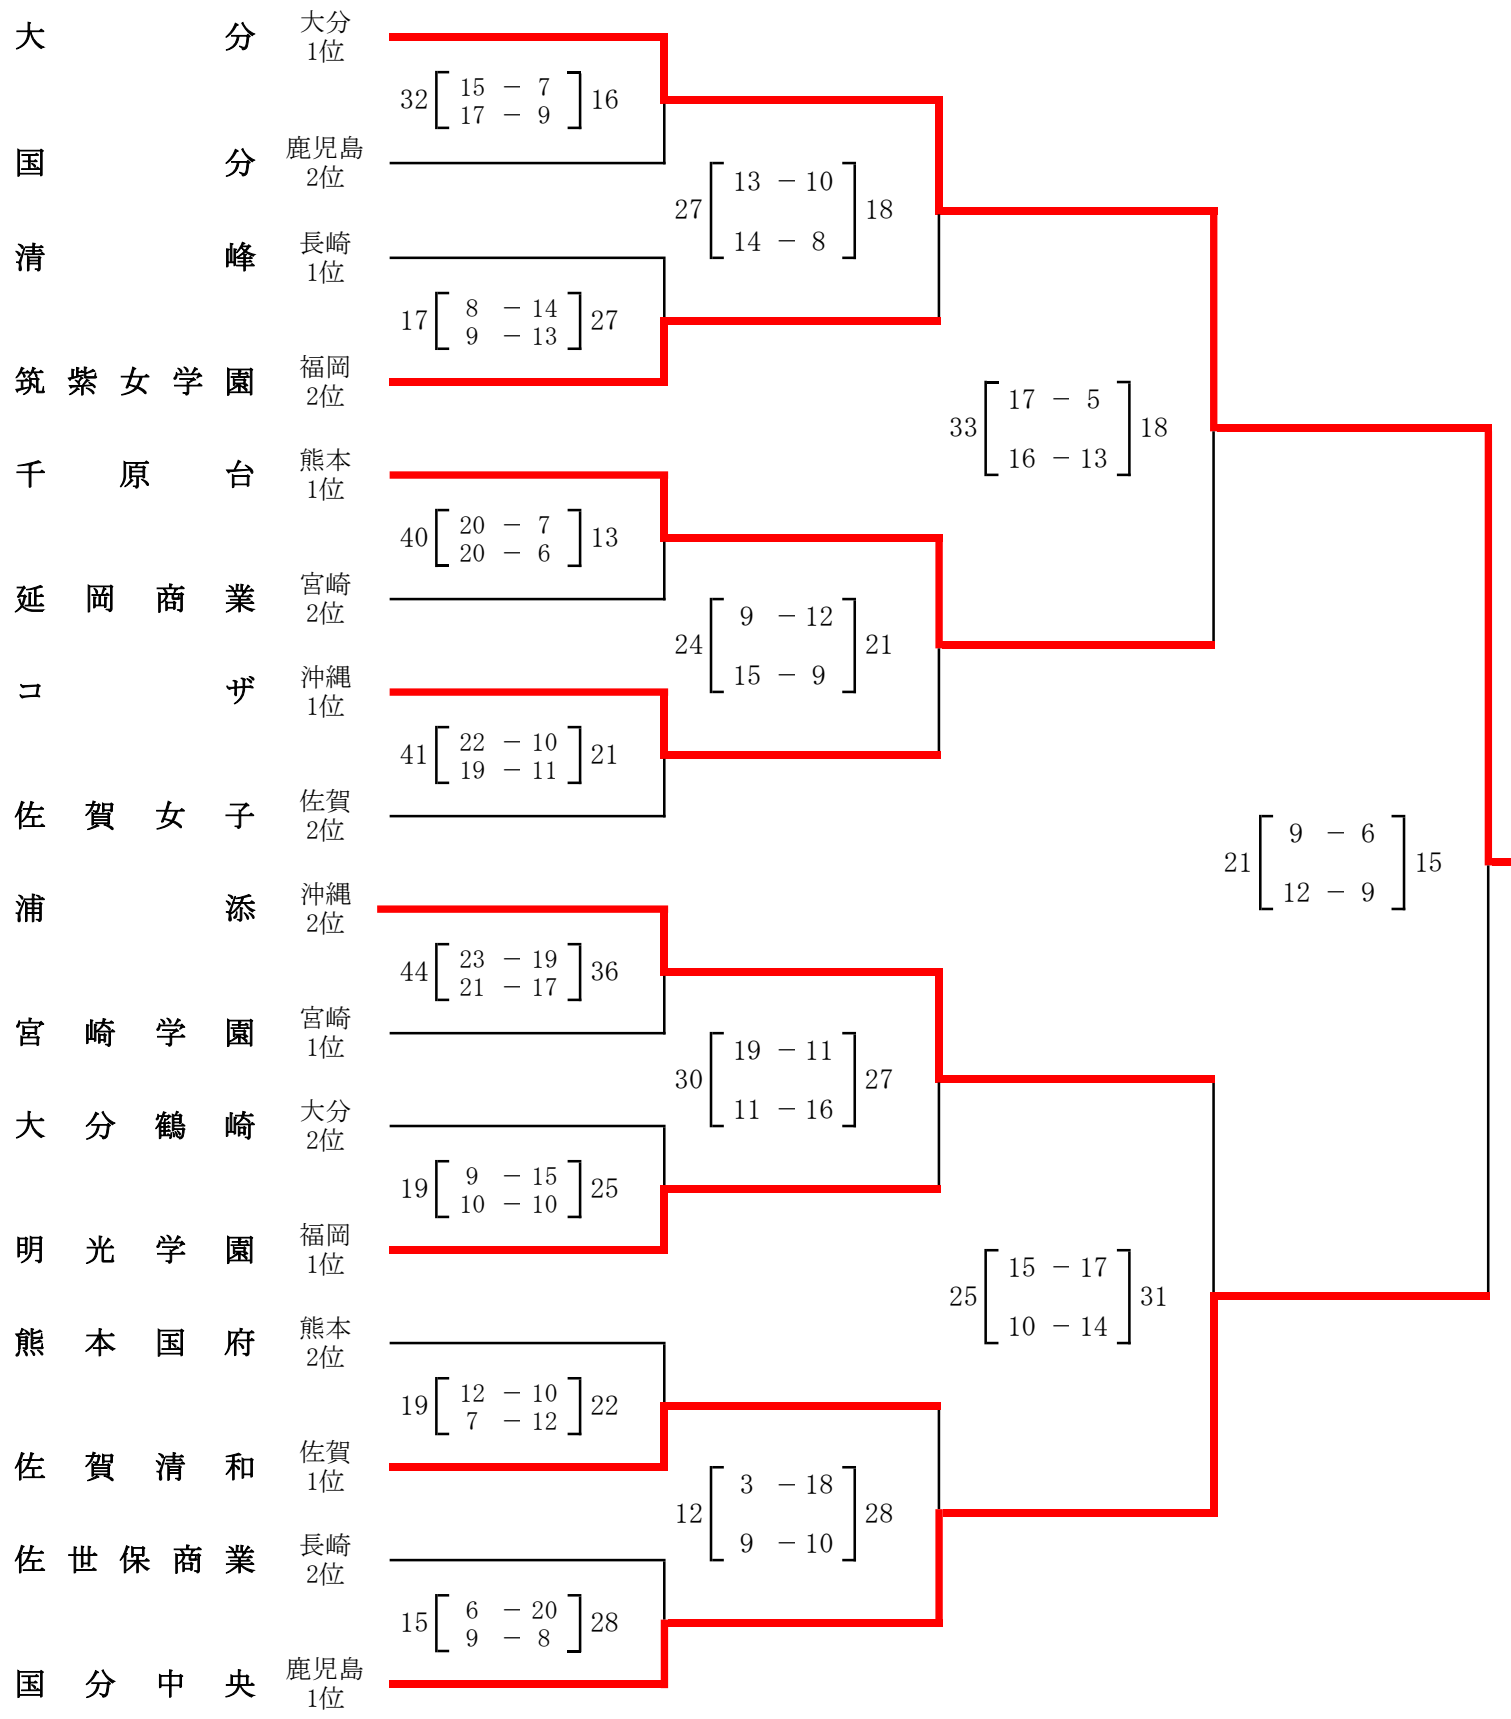 大分 大分 1位
32 [ 15 － 7 ] 16
17 － 9
国分 鹿児島 2位
27 [ 13 － 10 ] 18
14 － 8
清峰 長崎 1位
17 [ 8 － 14 ] 27
9 － 13
筑紫女学園 福岡 2位
33 [ 17 － 5 ] 18
16 － 13
千原台 熊本 1位
40 [ 20 － 7 ] 13
20 － 6
延岡商業 宮崎 2位
24 [ 9 － 12 ] 21
15 － 9
コザ 沖縄 1位
41 [ 22 － 10 ] 21
19 － 11
佐賀女子 佐賀 2位
21 [ 9 － 6 ] 15
12 － 9
浦添 沖縄 2位
44 [ 23 － 19 ] 36
21 － 17
宮崎学園 宮崎 1位
30 [ 19 － 11 ] 27
11 － 16
大分鶴崎 大分 2位
19 [ 9 － 15 ] 25
10 － 10
明光学園 福岡 1位
25 [ 15 － 17 ] 31
10 － 14
熊本国府 熊本 2位
19 [ 12 － 10 ] 22
7 － 12
佐賀清和 佐賀 1位
12 [ 3 － 18 ] 28
9 － 10
佐世保商業 長崎 2位
15 [ 6 － 20 ] 28
9 － 8
国分中央 鹿児島 1位